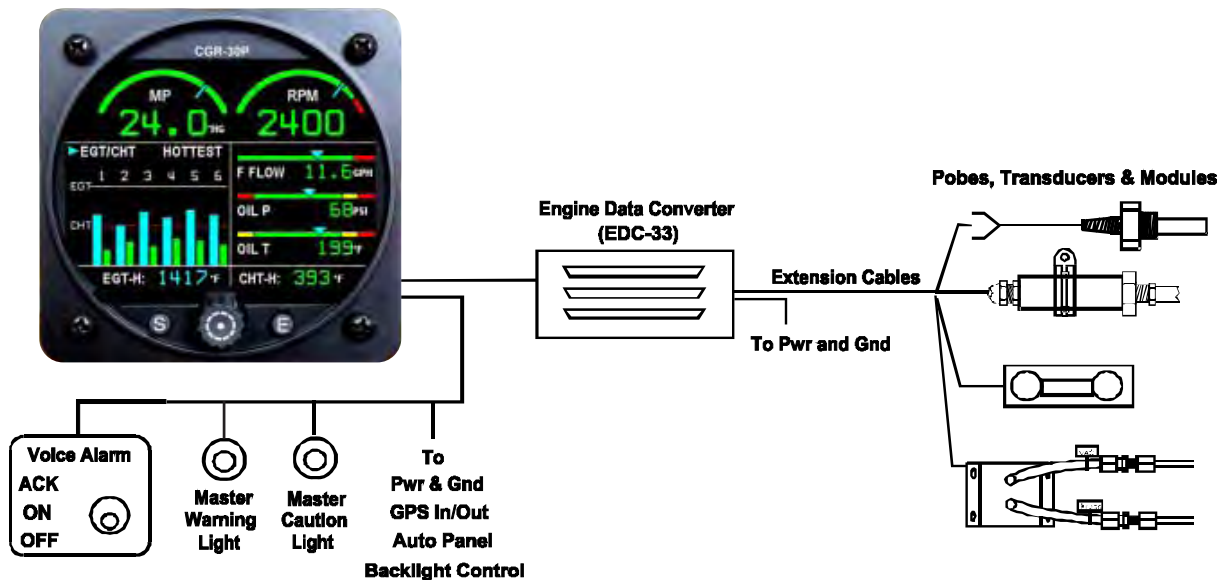 CGR-30P
MP
RPM
24.0"HG
2400
EGT/CHT HOTTEST
1 2 3 4 5 6
EGT
CHT
F FLOW 11.6GPH
OIL P 68PSI
OIL T 199°F
EGT-H: 1417°F
CHT-H: 393°F
S
E
Engine Data Converter
(EDC-33)
Pobes, Transducers & Modules
Extension Cables
To Pwr and Gnd
Voice Alarm
ACK
ON
OFF
Master
Warning
Light
Master
Caution
Light
To
Pwr & Gnd
GPS In/Out
Auto Panel
Backlight Control